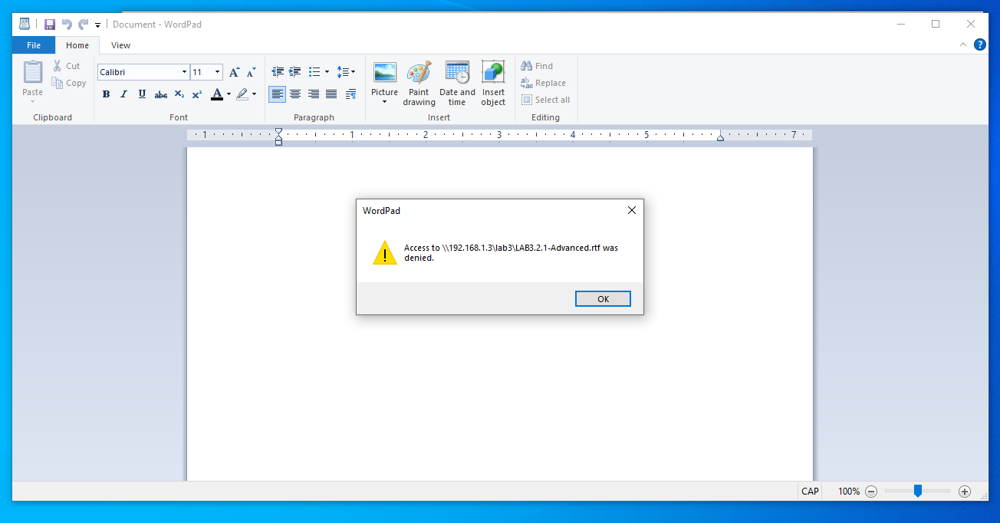 Document - WordPad
File Home View
Paste
Cut
Copy
Clipboard
Calibri 11
B I U abc X₂ X² A
Font
Paragraph
Picture
Paint drawing
Date and time
Insert object
Insert
Find
Replace
Select all
Editing
1 1 2 3 4 5 7
WordPad
Access to \\192.168.1.3\lab3\LAB3.2.1-Advanced.rtf was
denied.
OK
CAP 100%